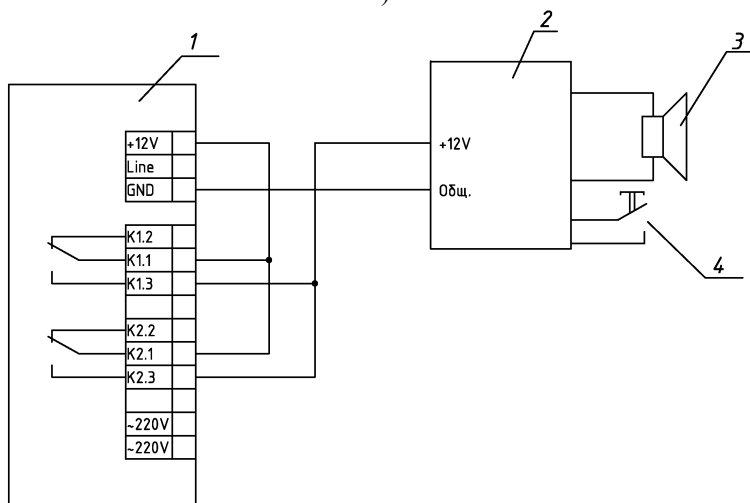 )
1
2
3
+12V
Line
GND
+12V
Общ.
K1.2
K1.1
K1.3
4
K2.2
K2.1
K2.3
~220V
~220V